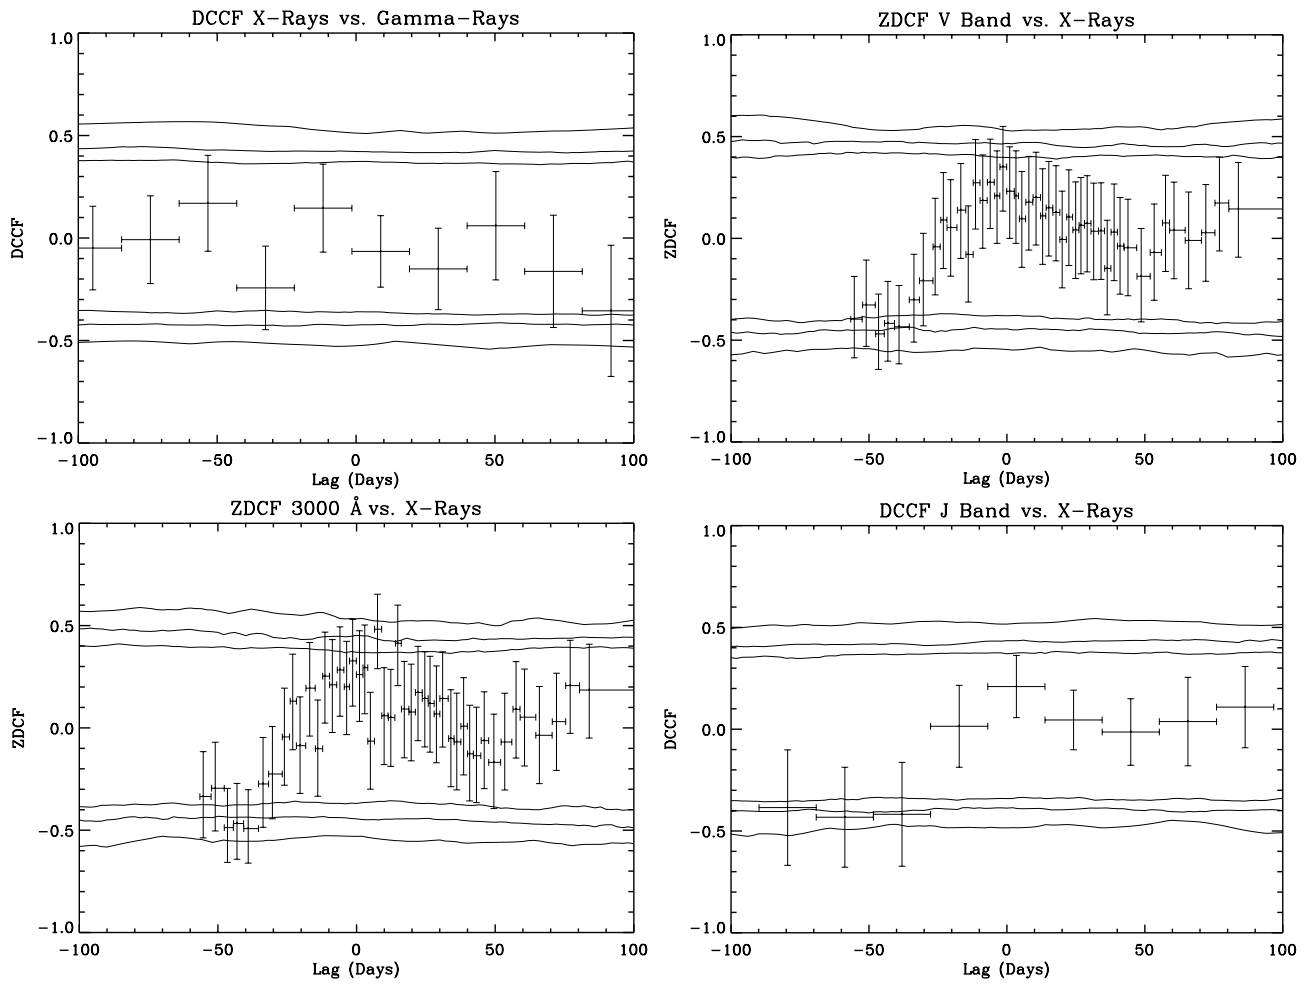 DCCF X-Rays vs. Gamma-Rays
1.0
0.5
0.0
-0.5
-1.0
DCCF
-100 -50 0 50 100
Lag (Days)
ZDCF V Band vs. X-Rays
1.0
0.5
0.0
-0.5
-1.0
ZDCF
-100 -50 0 50 100
Lag (Days)
ZDCF 3000 Å vs. X-Rays
1.0
0.5
0.0
-0.5
-1.0
ZDCF
-100 -50 0 50 100
Lag (Days)
DCCF J Band vs. X-Rays
1.0
0.5
0.0
-0.5
-1.0
DCCF
-100 -50 0 50 100
Lag (Days)